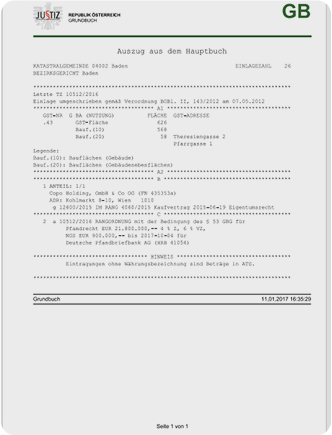 JUSTIZ REPUBLIK ÖSTERREICH
GRUNDBUCH
GB
Auszug aus dem Hauptbuch
KATASTRALGEMEINDE 04002 Baden EINLAGEZAHL 26
BEZIRKSGERICHT Baden
Letzte TZ 10512/2016
Einlage umgeschrieben gemäß Verordnung BGBl. II, 143/2012 am 07.05.2012
A1
GST-NR G BA (NUTZUNG) FLÄCHE GST-ADRESSE
.43 GST-Fläche 626
Bauf.(10) 568
Bauf.(20) 58 Theresiengasse 2
Pfarrgasse 1
Legende:
Bauf.(10): Bauflächen (Gebäude)
Bauf.(20): Bauflächen (Gebäudenebenflächen)
A2
B
1 ANTEIL: 1/1
Copo Holding, GmbH & Co OG (FN 435353a)
ADR: Kohlmarkt 8-10, Wien 1010
g 12600/2015 IM RANG 4060/2015 Kaufvertrag 2015-06-19 Eigentumsrecht
C
2 a 10512/2016 RANGORDNUNG mit der Bedingung des § 53 GBG für
Pfandrecht EUR 21.800.000,-- 4 % Z, 6 % VZ,
NGS EUR 900.000,-- bis 2017-10-04 für
Deutsche Pfandbriefbank AG (HRB 41054)
HINWEIS
Eintragungen ohne Währungsbezeichnung sind Beträge in ATS.
Grundbuch 11.01.2017 16:35:29
Seite 1 von 1